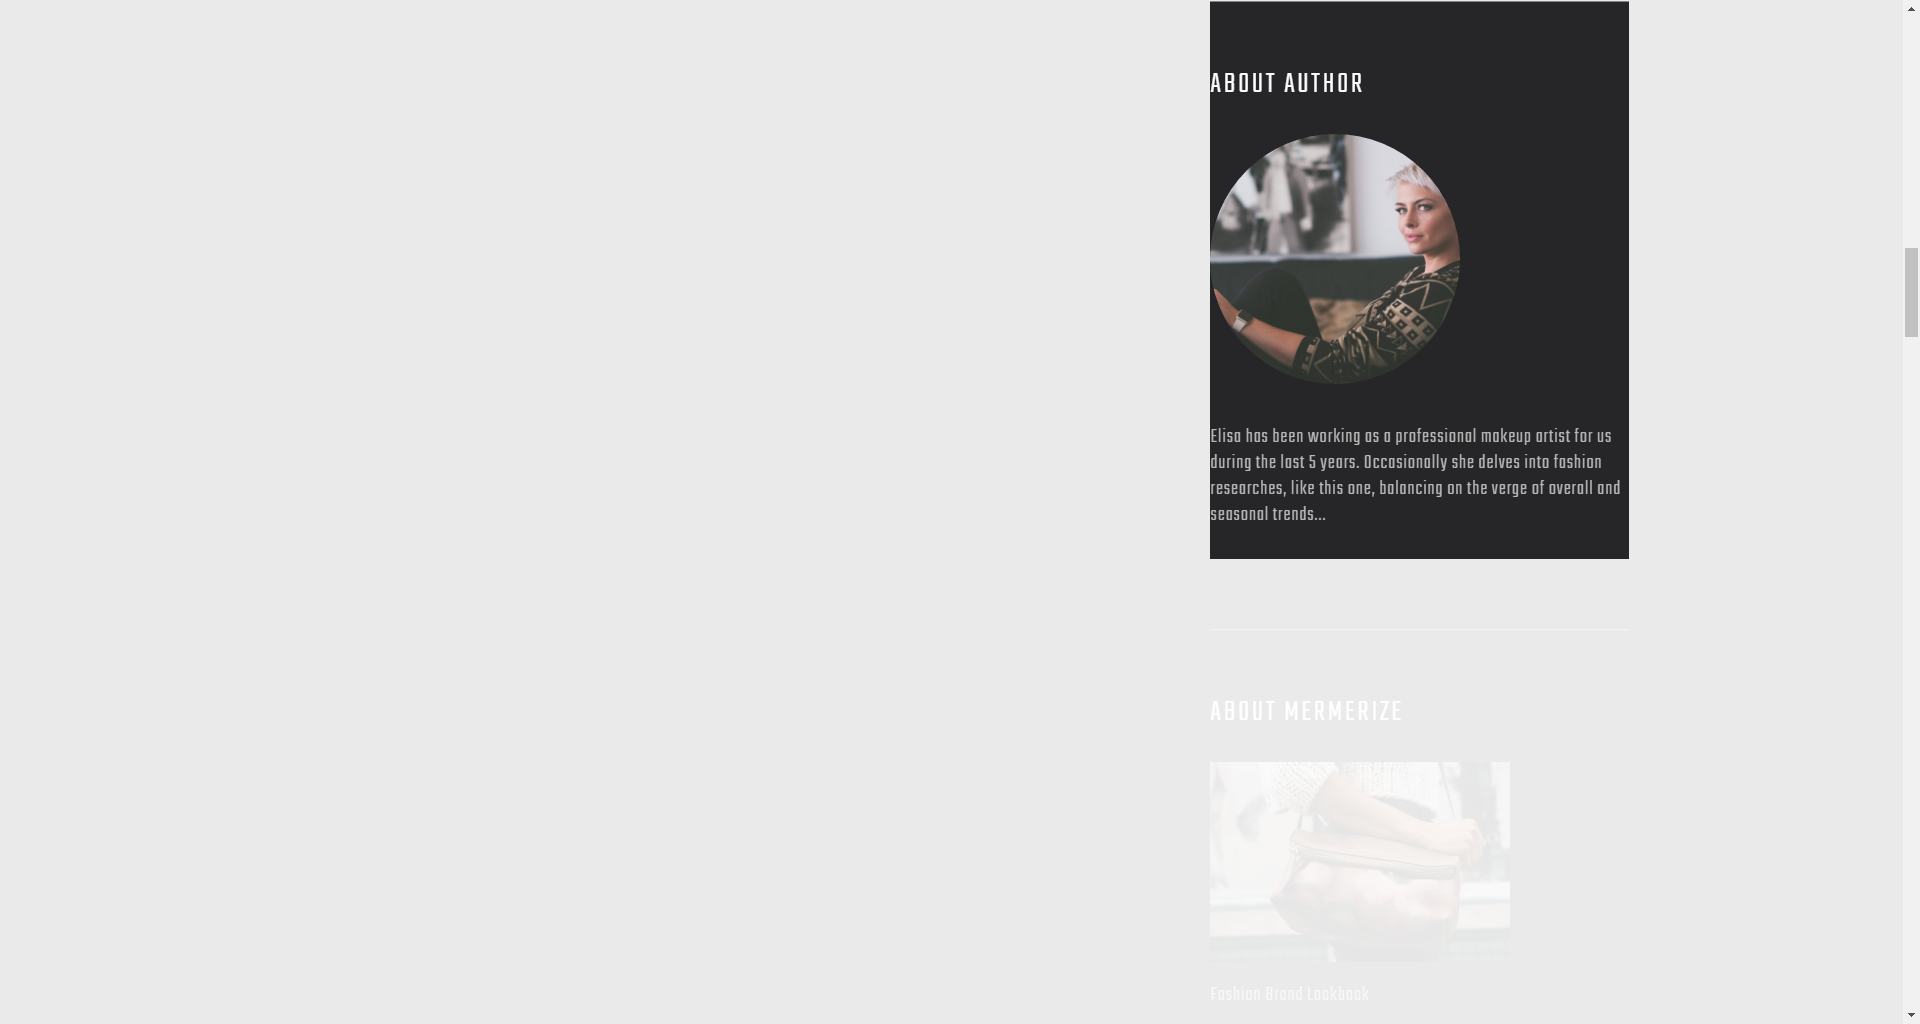 ABOUT AUTHOR
Elisa has been working as a professional makeup artist for us
during the last 5 years. Occasionally she delves into fashion
researches, like this one, balancing on the verge of overall and
seasonal trends...
ABOUT MERMERIZE
Fashion Brand Lookbook